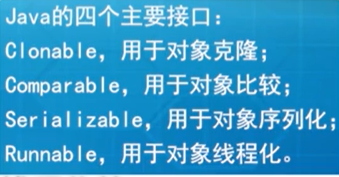 Java的四个主要接口：
Clonable，用于对象克隆；
Comparable，用于对象比较；
Serializable，用于对象序列化；
Runnable，用于对象线程化。